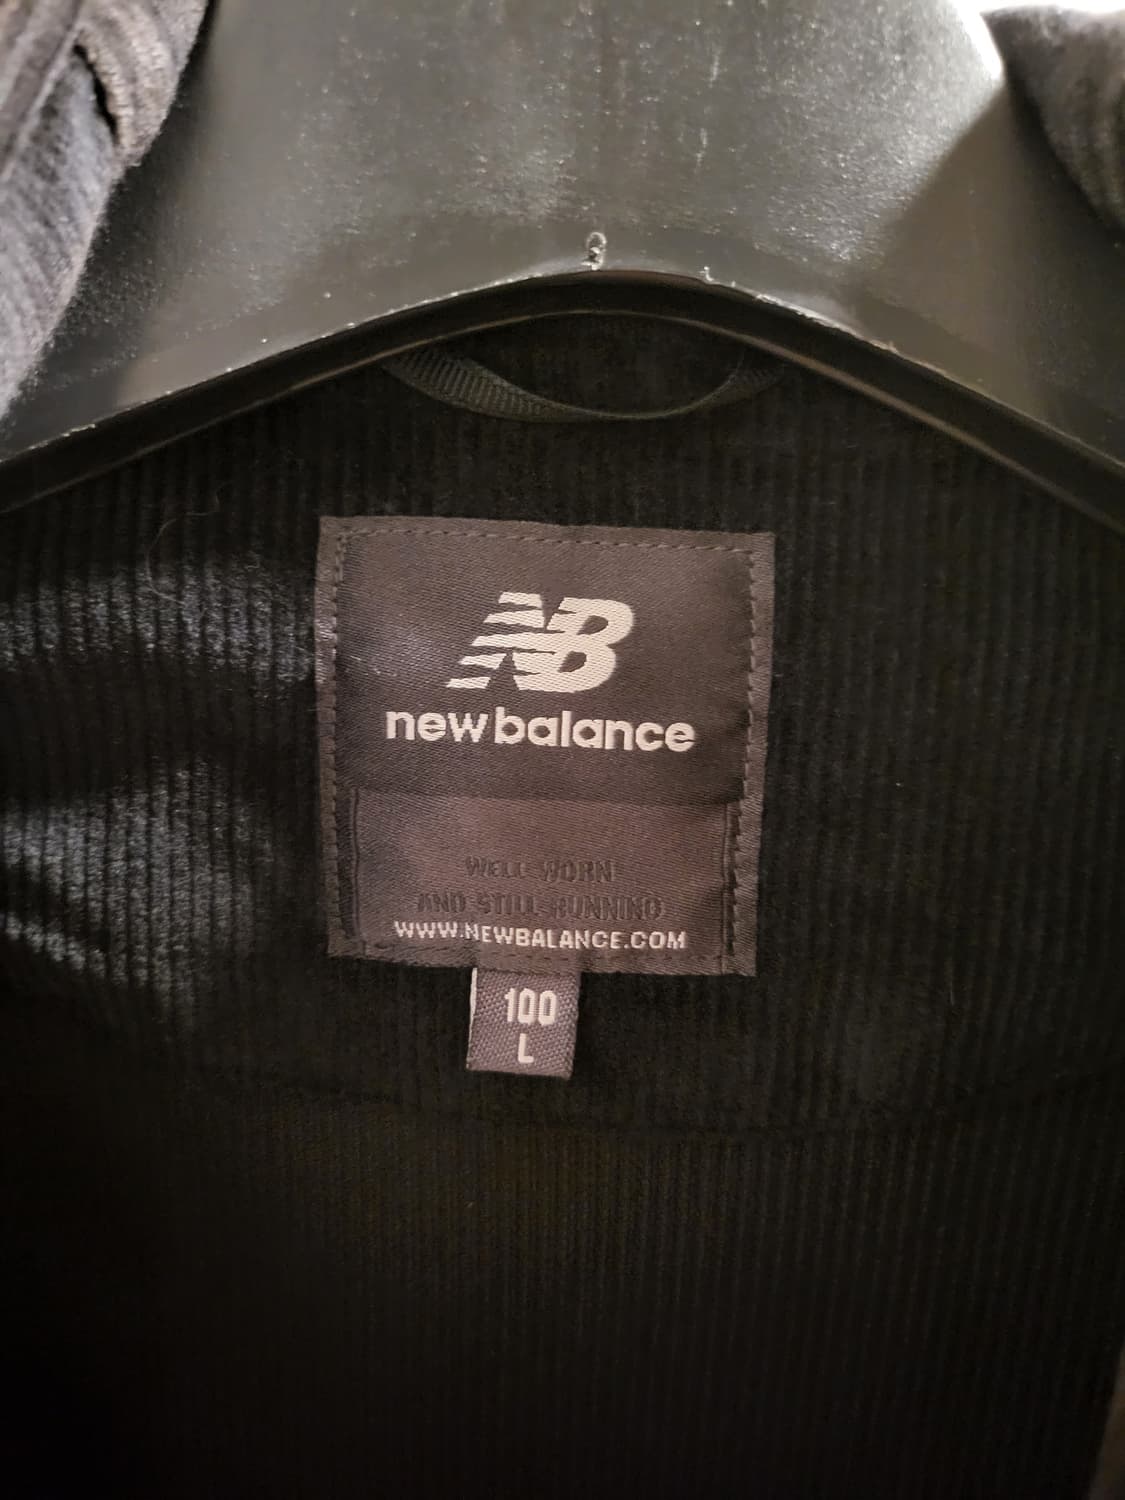 NB
new balance
WELL WORN
AND STILL RUNNING
WWW.NEWBALANCE.COM
100
L